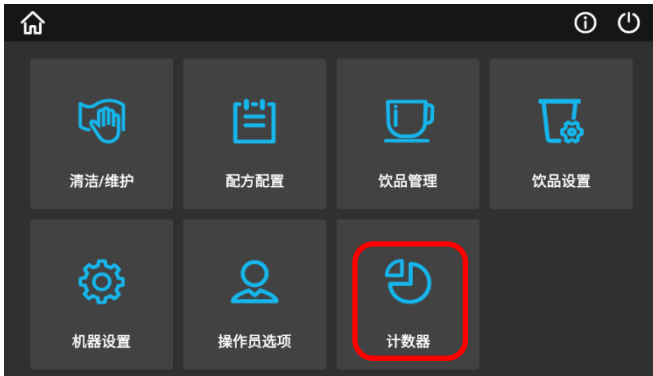 清洁/维护
配方配置
饮品管理
饮品设置
机器设置
操作员选项
计数器